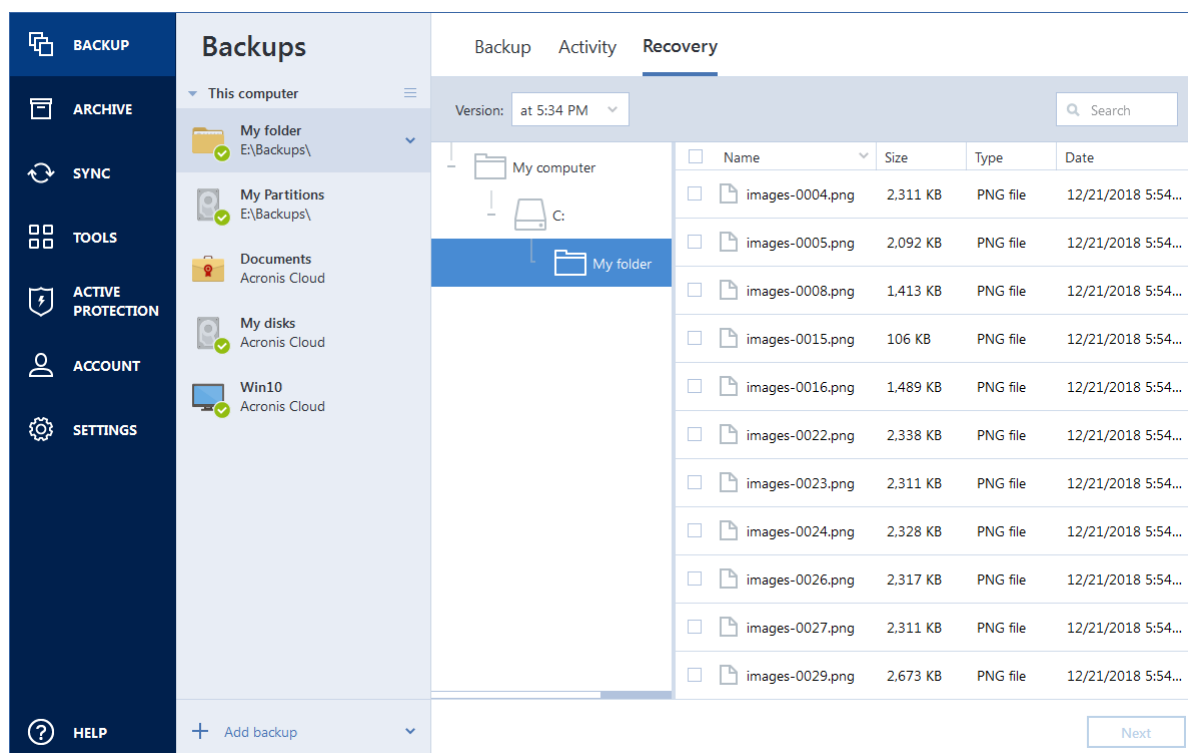 BACKUP
ARCHIVE
SYNC
TOOLS
ACTIVE
PROTECTION
ACCOUNT
SETTINGS
HELP
Backups
This computer
My folder
E:\Backups\
My Partitions
E:\Backups\
Documents
Acronis Cloud
My disks
Acronis Cloud
Win10
Acronis Cloud
Add backup
Backup Activity Recovery
Version: at 5:34 PM Search
My computer
C:
My folder
Name Size Type Date
images-0004.png 2,311 KB PNG file 12/21/2018 5:54...
images-0005.png 2,092 KB PNG file 12/21/2018 5:54...
images-0008.png 1,413 KB PNG file 12/21/2018 5:54...
images-0015.png 106 KB PNG file 12/21/2018 5:54...
images-0016.png 1,489 KB PNG file 12/21/2018 5:54...
images-0022.png 2,338 KB PNG file 12/21/2018 5:54...
images-0023.png 2,311 KB PNG file 12/21/2018 5:54...
images-0024.png 2,328 KB PNG file 12/21/2018 5:54...
images-0026.png 2,317 KB PNG file 12/21/2018 5:54...
images-0027.png 2,311 KB PNG file 12/21/2018 5:54...
images-0029.png 2,673 KB PNG file 12/21/2018 5:54...
Next